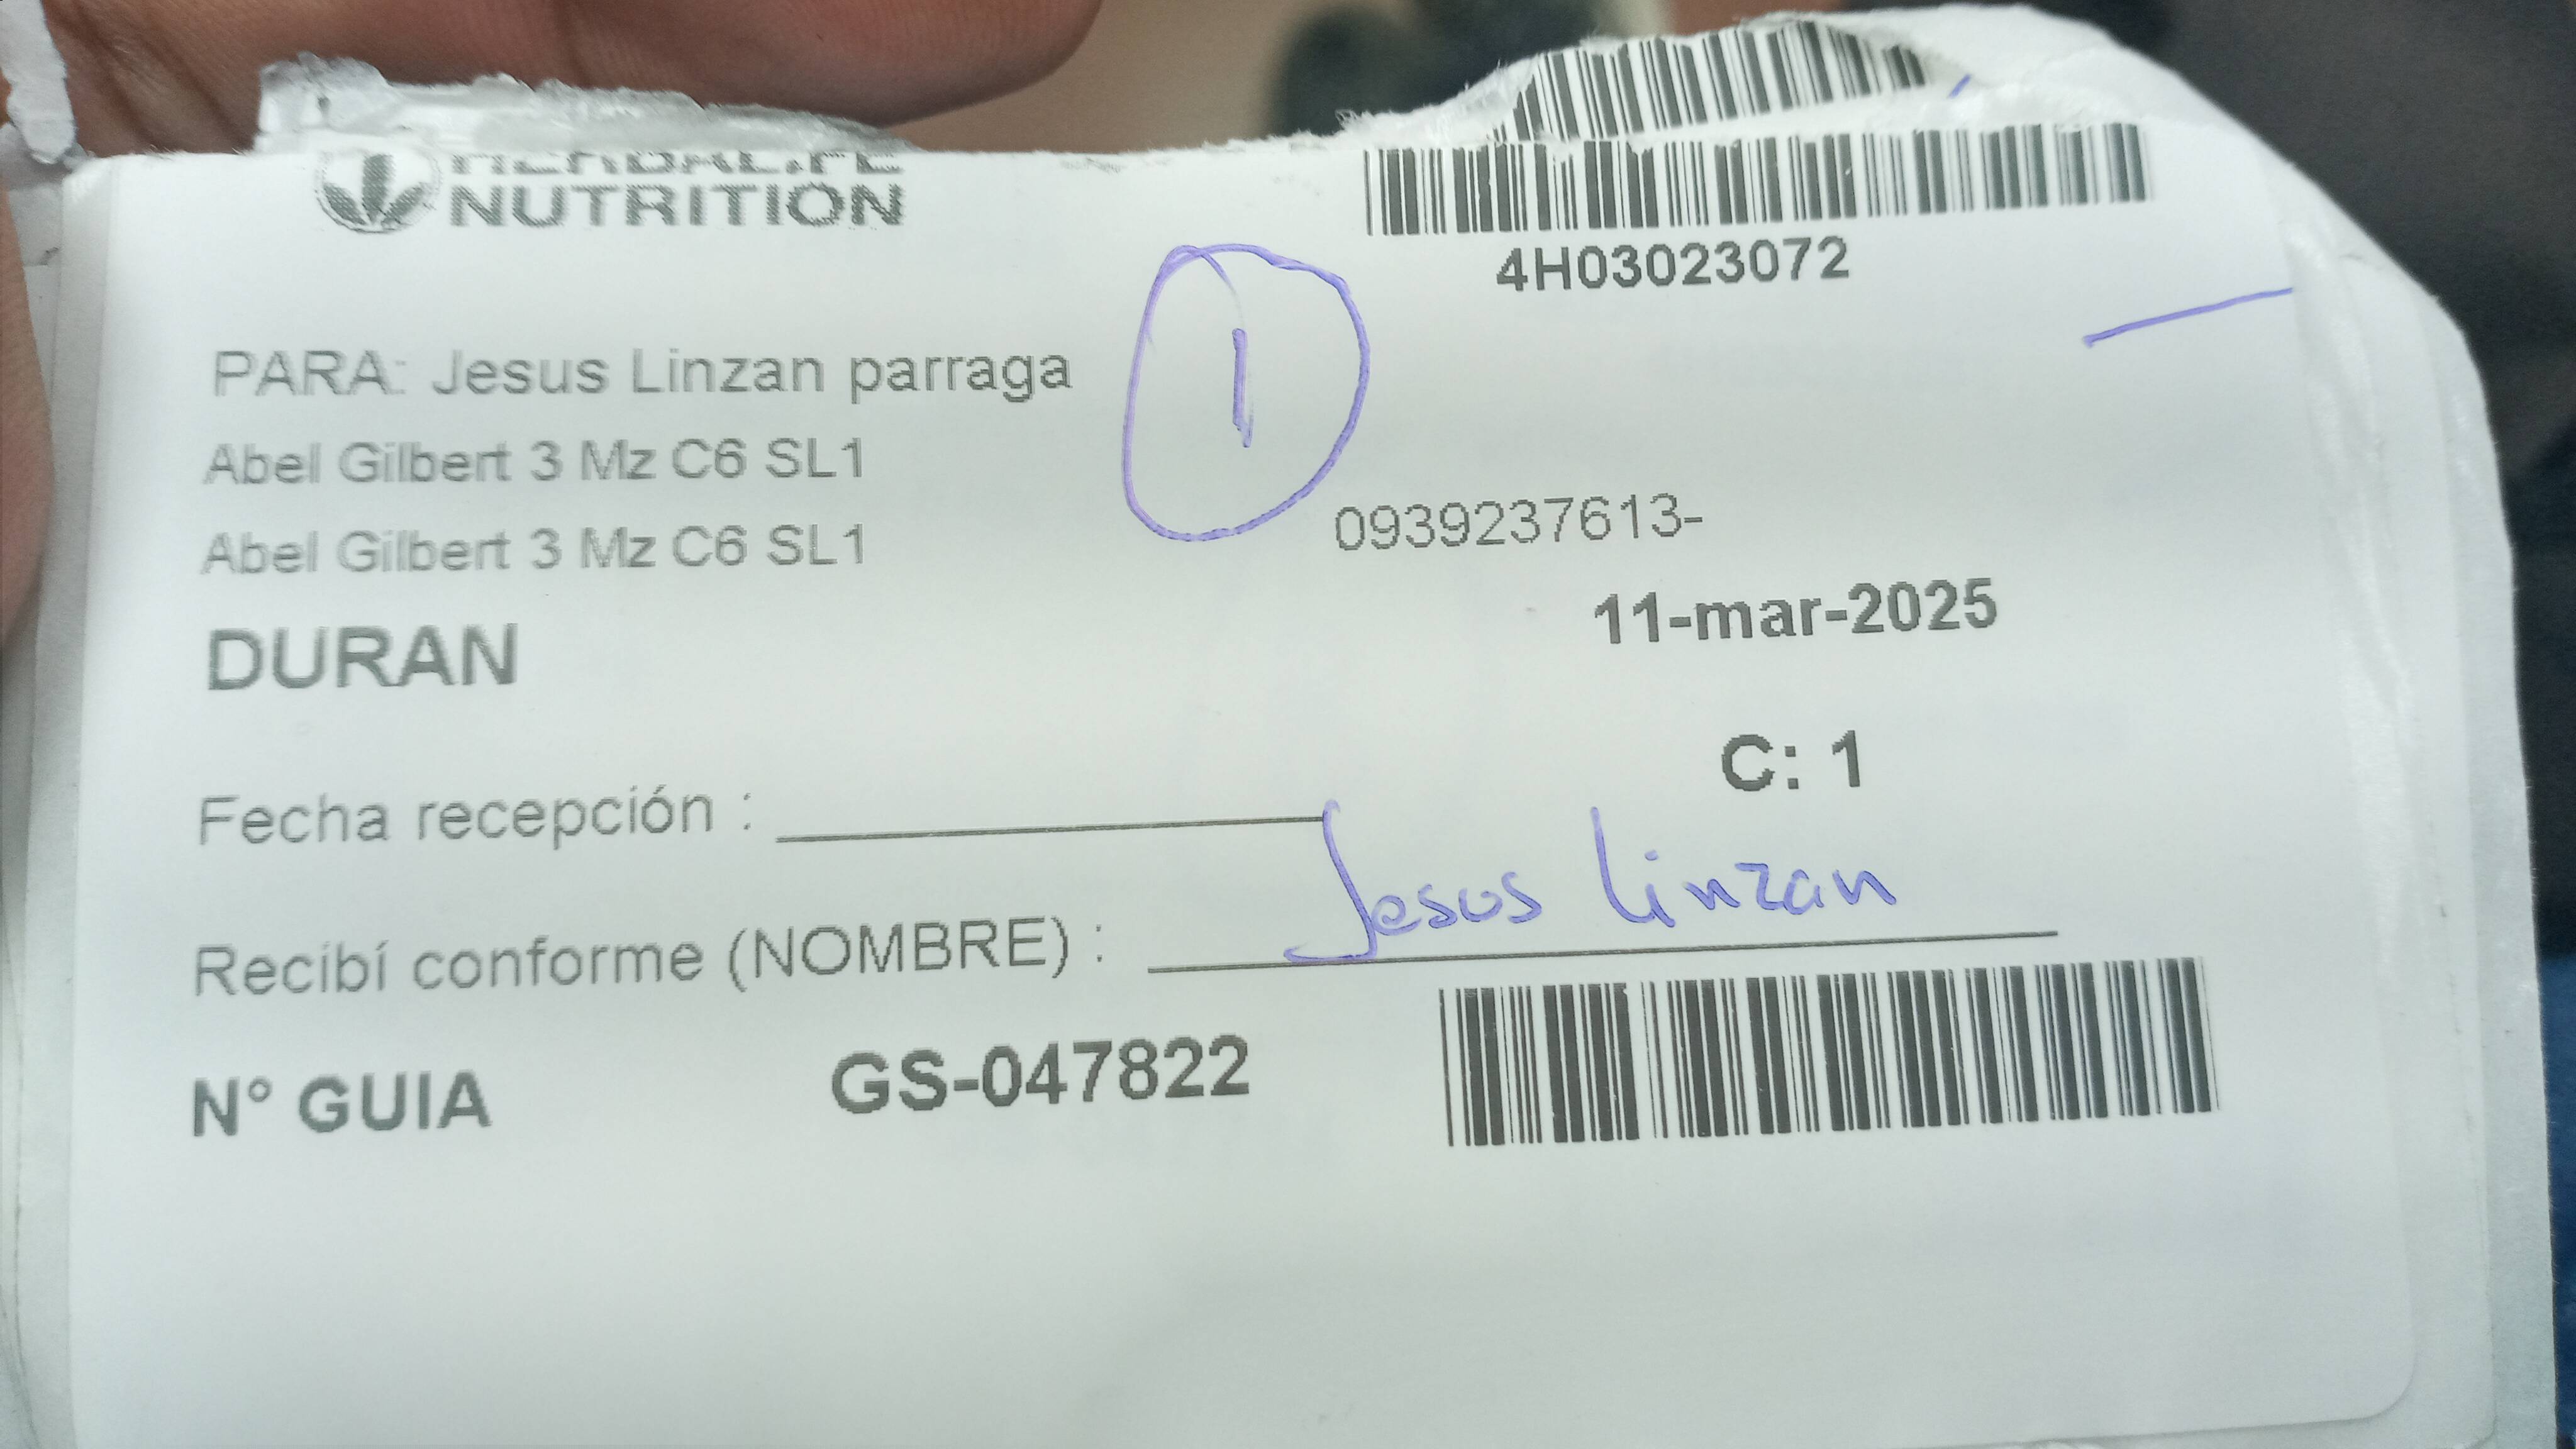 HERBALIFE
NUTRITION
4H03023072
1
PARA: Jesus Linzan parraga
Abel Gilbert 3 Mz C6 SL1
Abel Gilbert 3 Mz C6 SL1
0939237613-
DURAN
11-mar-2025
C: 1
Fecha recepción :
Recibí conforme (NOMBRE) : Jesus Linzan
N° GUIA GS-047822